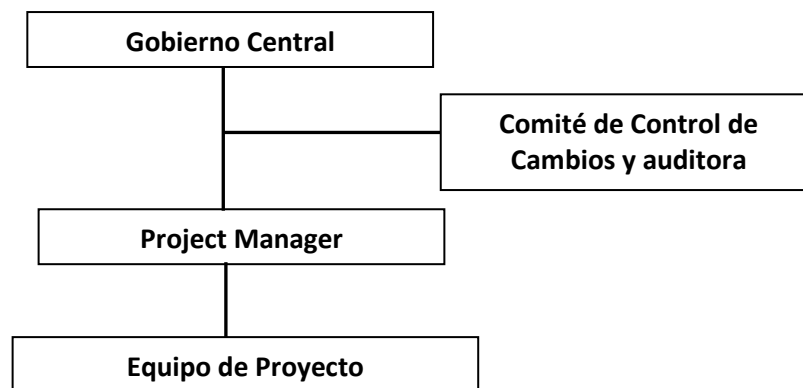 Gobierno Central
Comité de Control de
Cambios y auditora
Project Manager
Equipo de Proyecto